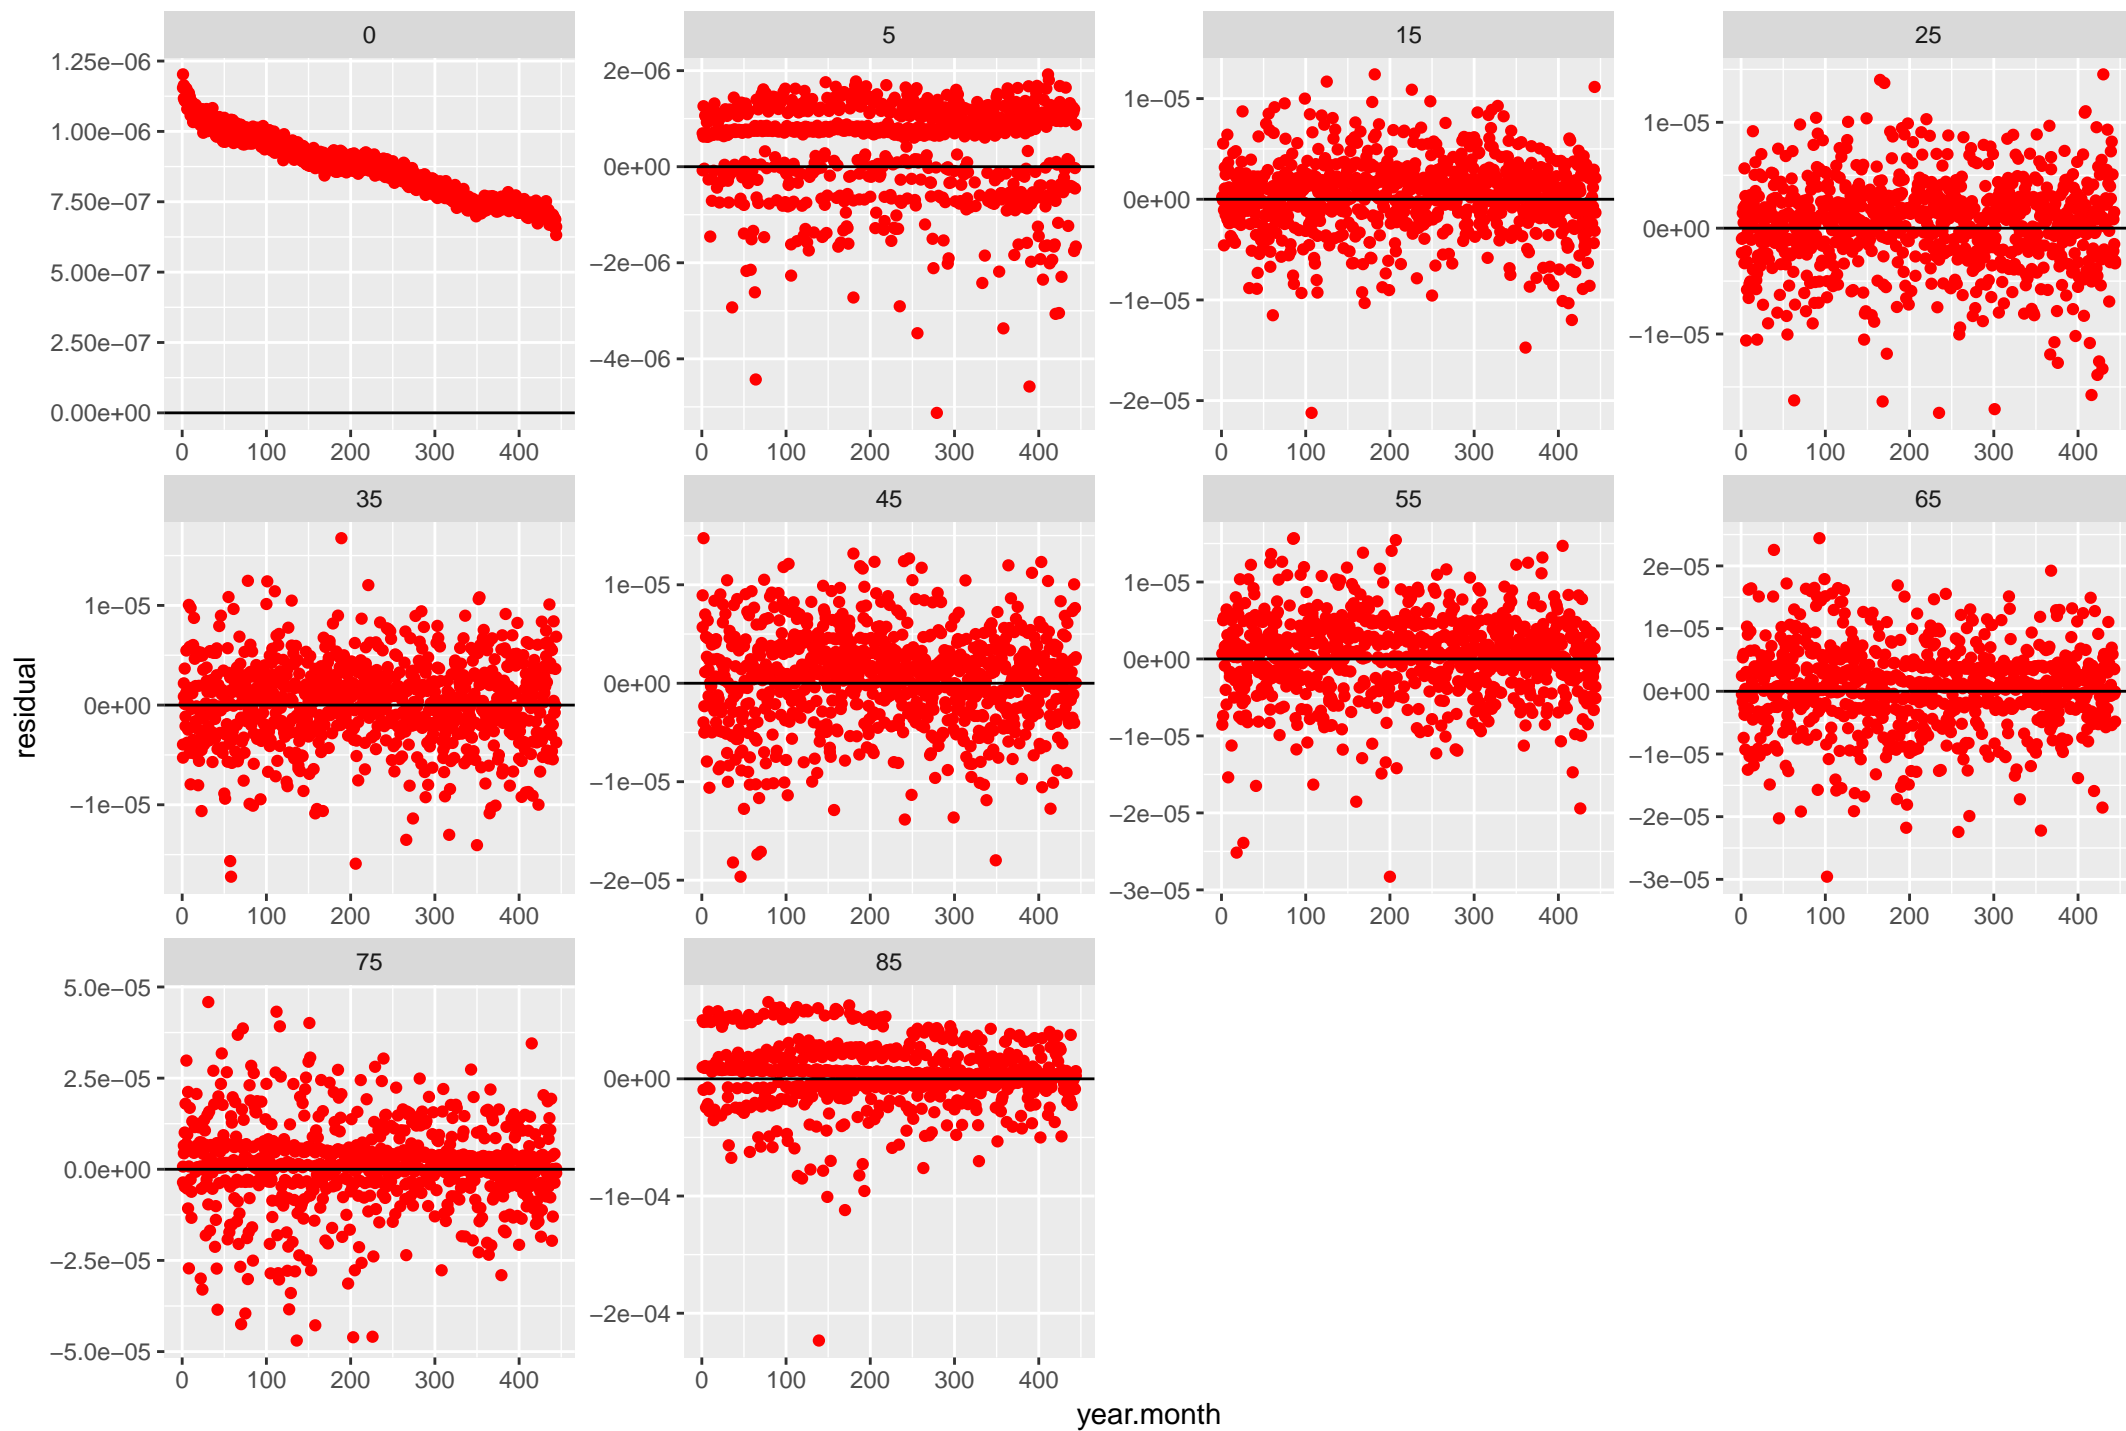 0
5
15
25
1.25e−06
1.00e−06
7.50e−07
5.00e−07
2.50e−07
0.00e+00
2e−06
0e+00
−2e−06
−4e−06
1e−05
0e+00
−1e−05
−2e−05
1e−05
0e+00
−1e−05
0 100 200 300 400
0 100 200 300 400
0 100 200 300 400
0 100 200 300 400
35
45
55
65
1e−05
0e+00
−1e−05
1e−05
0e+00
−1e−05
−2e−05
1e−05
0e+00
−1e−05
−2e−05
−3e−05
2e−05
1e−05
0e+00
−1e−05
−2e−05
−3e−05
0 100 200 300 400
0 100 200 300 400
0 100 200 300 400
0 100 200 300 400
residual
75
85
5.0e−05
2.5e−05
0.0e+00
−2.5e−05
−5.0e−05
0e+00
−1e−04
−2e−04
0 100 200 300 400
0 100 200 300 400
year.month